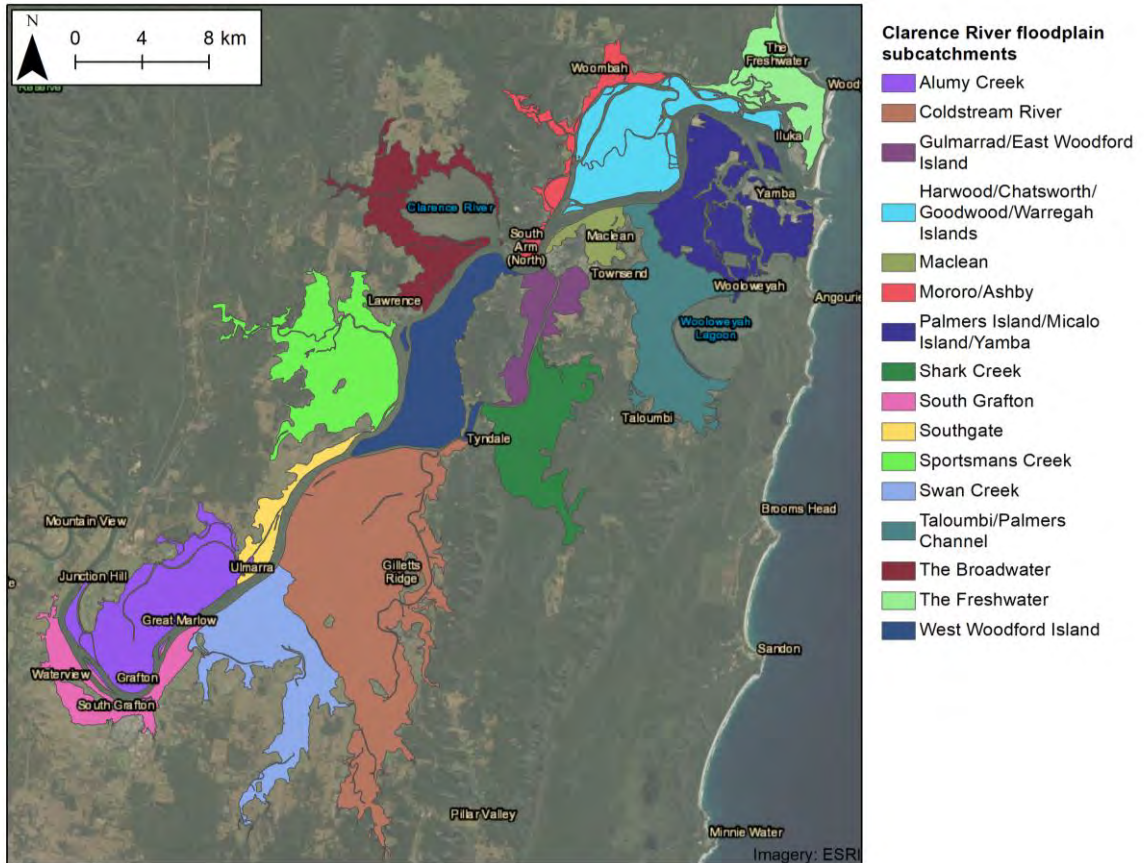 N
0 4 8 km
Reserve
The
Freshwater
Woombah
Wood
Iluka
Clarence River
Yamba
South
Arm
(North)
Maclean
Townsend
Wooloweyah
Angourie
Lawrence
Wooloweyah
Lagoon
Taloumbi
Tyndale
Brooms Head
Mountain View
Ulmarra
Gilletts
Ridge
Junction Hill
Great Marlow
Sandon
Waterview
Grafton
South Grafton
Pillar Valley
Minnie Water
Imagery: ESRI
Clarence River floodplain
subcatchments
Alumy Creek
Coldstream River
Gulmarrad/East Woodford
Island
Harwood/Chatsworth/
Goodwood/Warregah
Islands
Maclean
Mororo/Ashby
Palmers Island/Micalo
Island/Yamba
Shark Creek
South Grafton
Southgate
Sportsmans Creek
Swan Creek
Taloumbi/Palmers
Channel
The Broadwater
The Freshwater
West Woodford Island